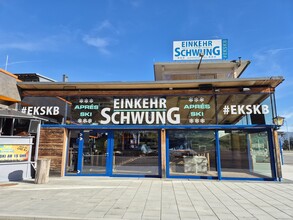 EINKEHR
SCHWUNG
#EKSKB
APRÈS
SKI
EINKEHR
SCHWUNG
APRÈS
SKI
#EKSKB